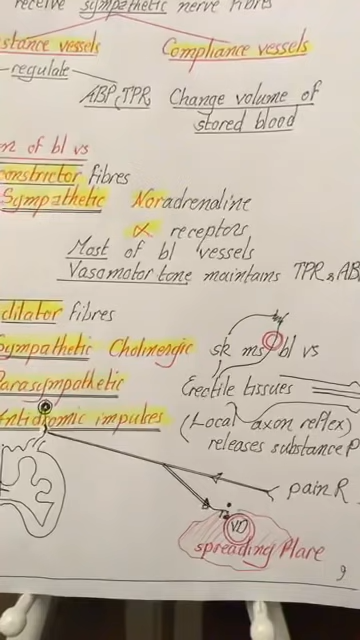 receive sympathetic nerve fibres
stance vessels Compliance vessels
regulate
ABP & TPR Change volume of
stored blood
n of bl vs
constrictor fibres
Sympathetic Noradrenaline
α receptors
Most of bl vessels
Vasomotor tone maintains TPR & AB
dilator fibres
Sympathetic Cholinergic sk ms bl vs
Parasympathetic Erectile tissues
Antidromic impulses (Local axon reflex)
releases substance P
pain R
VD
spreading Flare
9